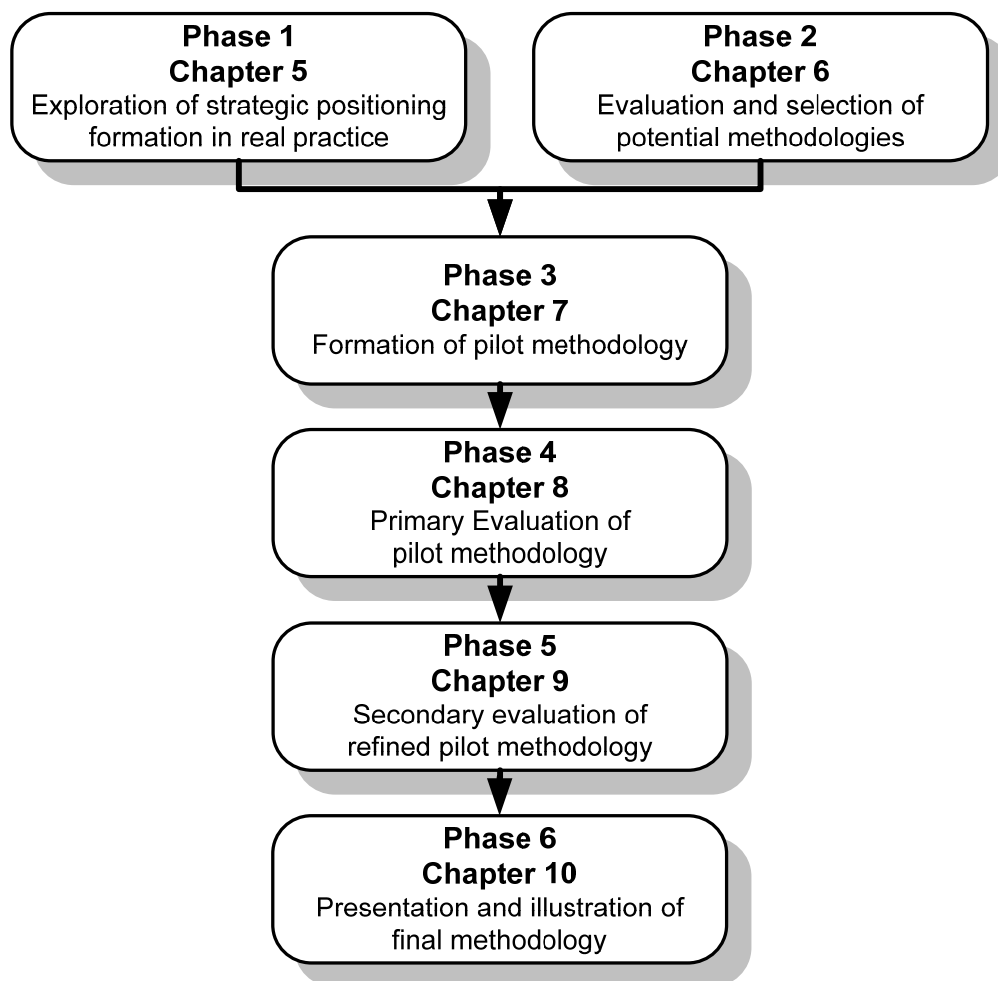 Phase 1
Chapter 5
Exploration of strategic positioning
formation in real practice
Phase 2
Chapter 6
Evaluation and selection of
potential methodologies
Phase 3
Chapter 7
Formation of pilot methodology
Phase 4
Chapter 8
Primary Evaluation of
pilot methodology
Phase 5
Chapter 9
Secondary evaluation of
refined pilot methodology
Phase 6
Chapter 10
Presentation and illustration of
final methodology